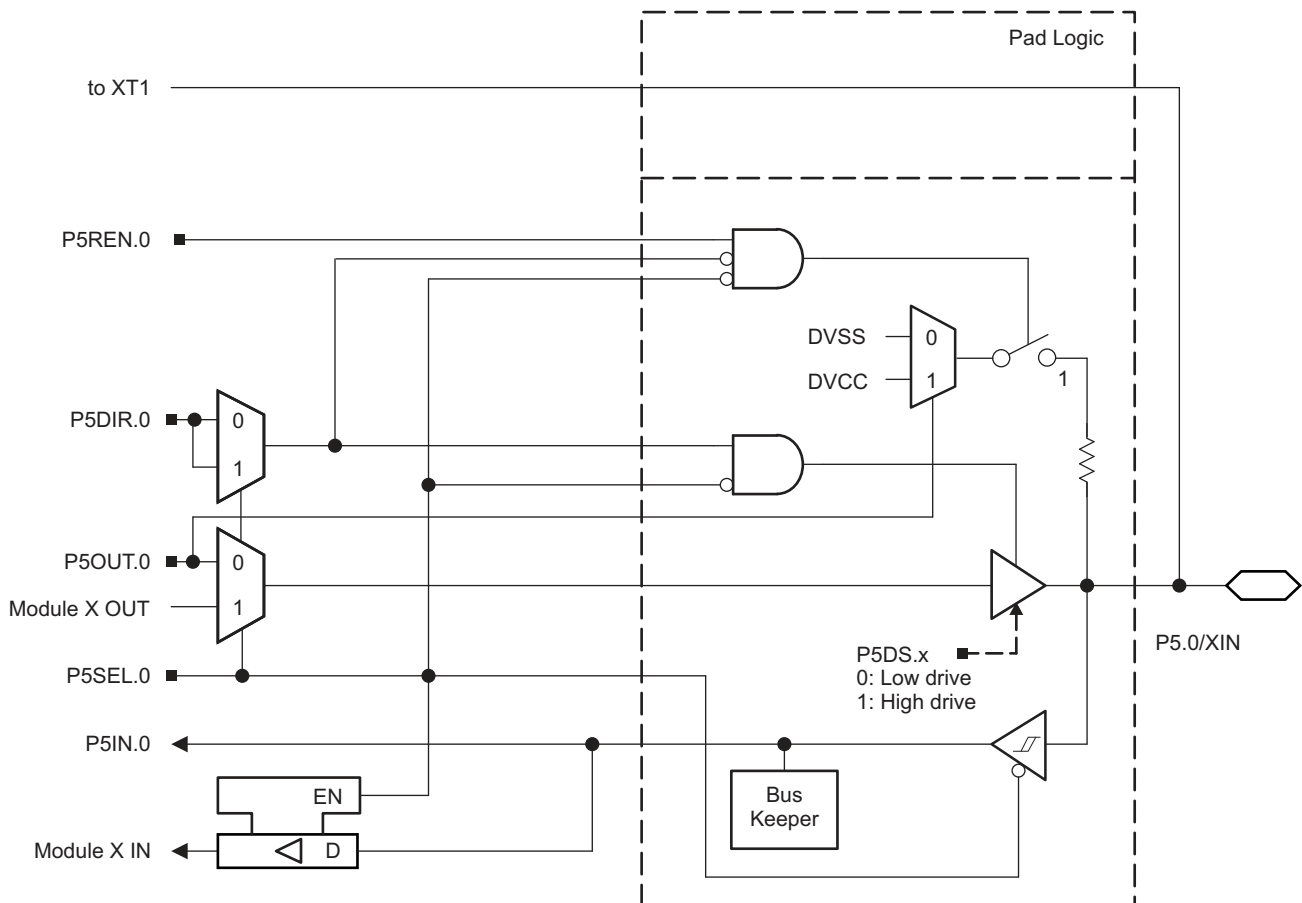 Pad Logic
to XT1
P5REN.0
DVSS
0
DVCC
1
1
P5DIR.0
0
1
P5OUT.0
0
Module X OUT
1
P5DS.x
0: Low drive
1: High drive
P5.0/XIN
P5SEL.0
P5IN.0
EN
Bus
Keeper
Module X IN
D